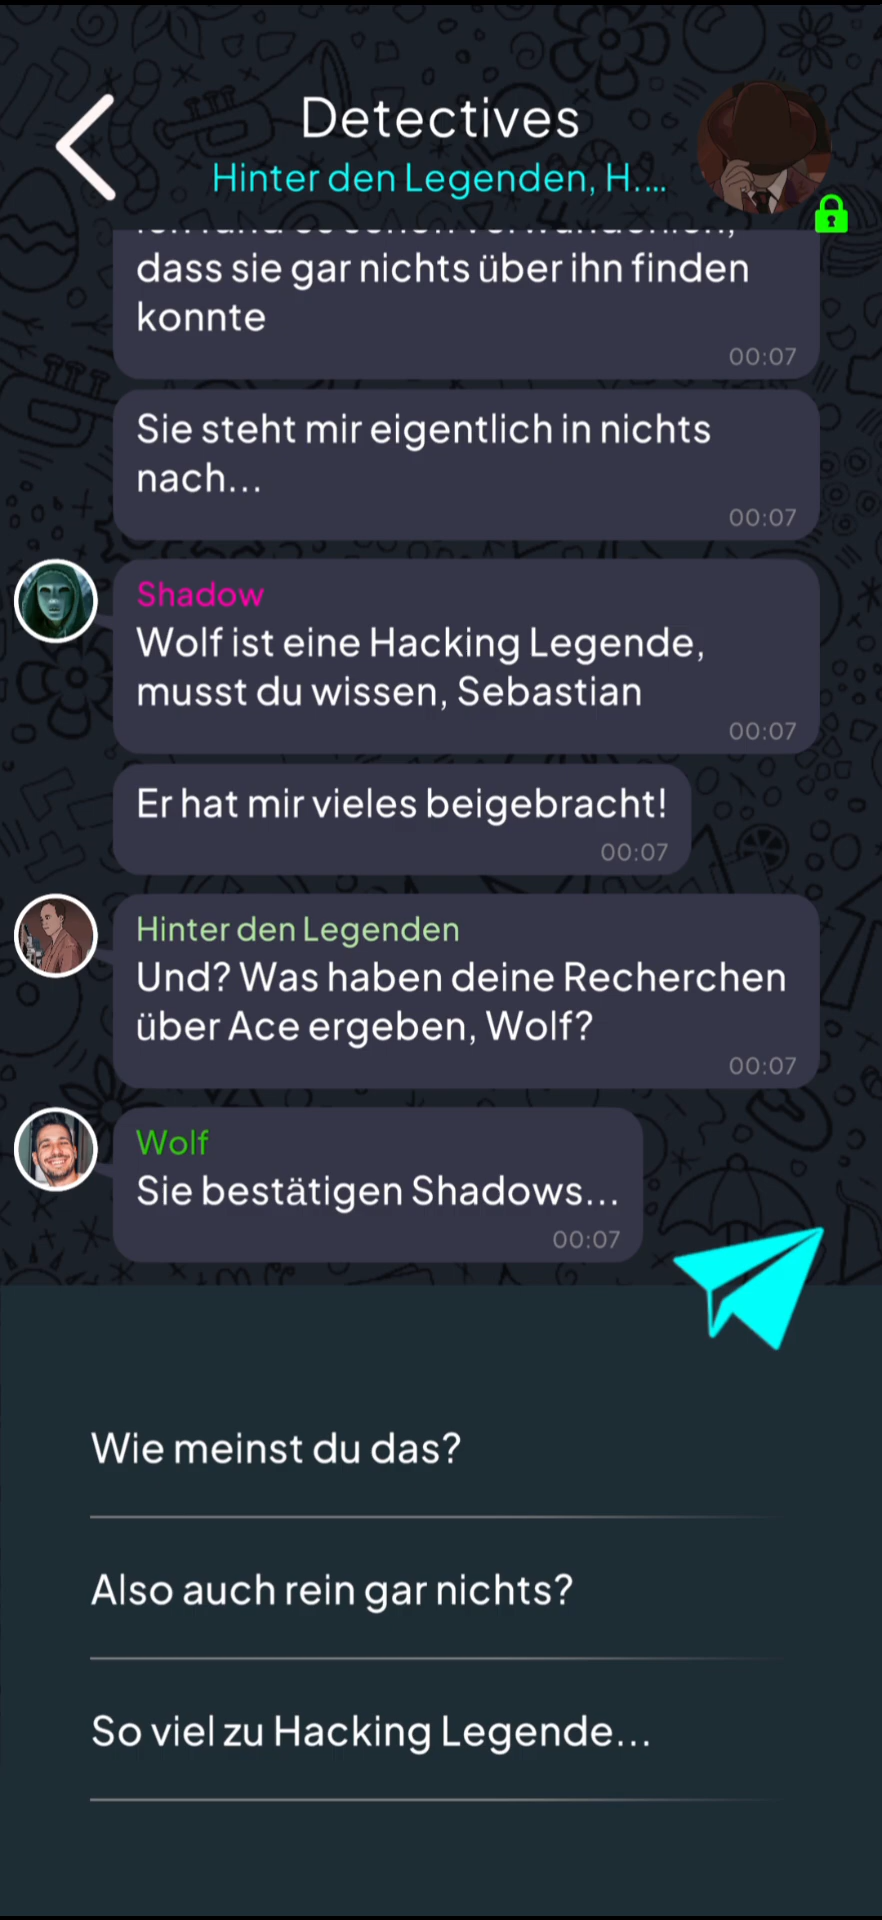 Detectives
Hinter den Legenden, H....
dass sie gar nichts über ihn finden
konnte
00:07
Sie steht mir eigentlich in nichts
nach...
00:07
Shadow
Wolf ist eine Hacking Legende,
musst du wissen, Sebastian
00:07
Er hat mir vieles beigebracht!
00:07
Hinter den Legenden
Und? Was haben deine Recherchen
über Ace ergeben, Wolf?
00:07
Wolf
Sie bestätigen Shadows...
00:07
Wie meinst du das?
Also auch rein gar nichts?
So viel zu Hacking Legende...